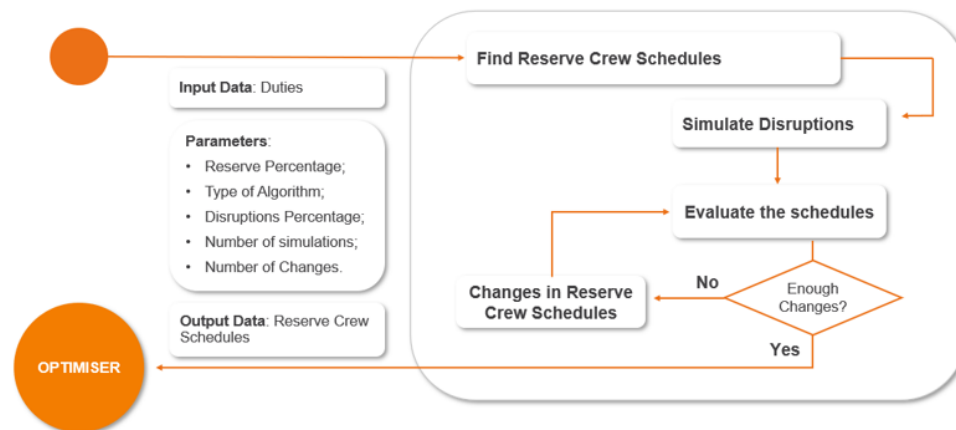 Find Reserve Crew Schedules
Input Data: Duties
Simulate Disruptions
Parameters:
• Reserve Percentage;
• Type of Algorithm;
• Disruptions Percentage;
• Number of simulations;
• Number of Changes.
Evaluate the schedules
No
Enough
Changes?
Changes in Reserve
Crew Schedules
Yes
Output Data: Reserve Crew
Schedules
OPTIMISER